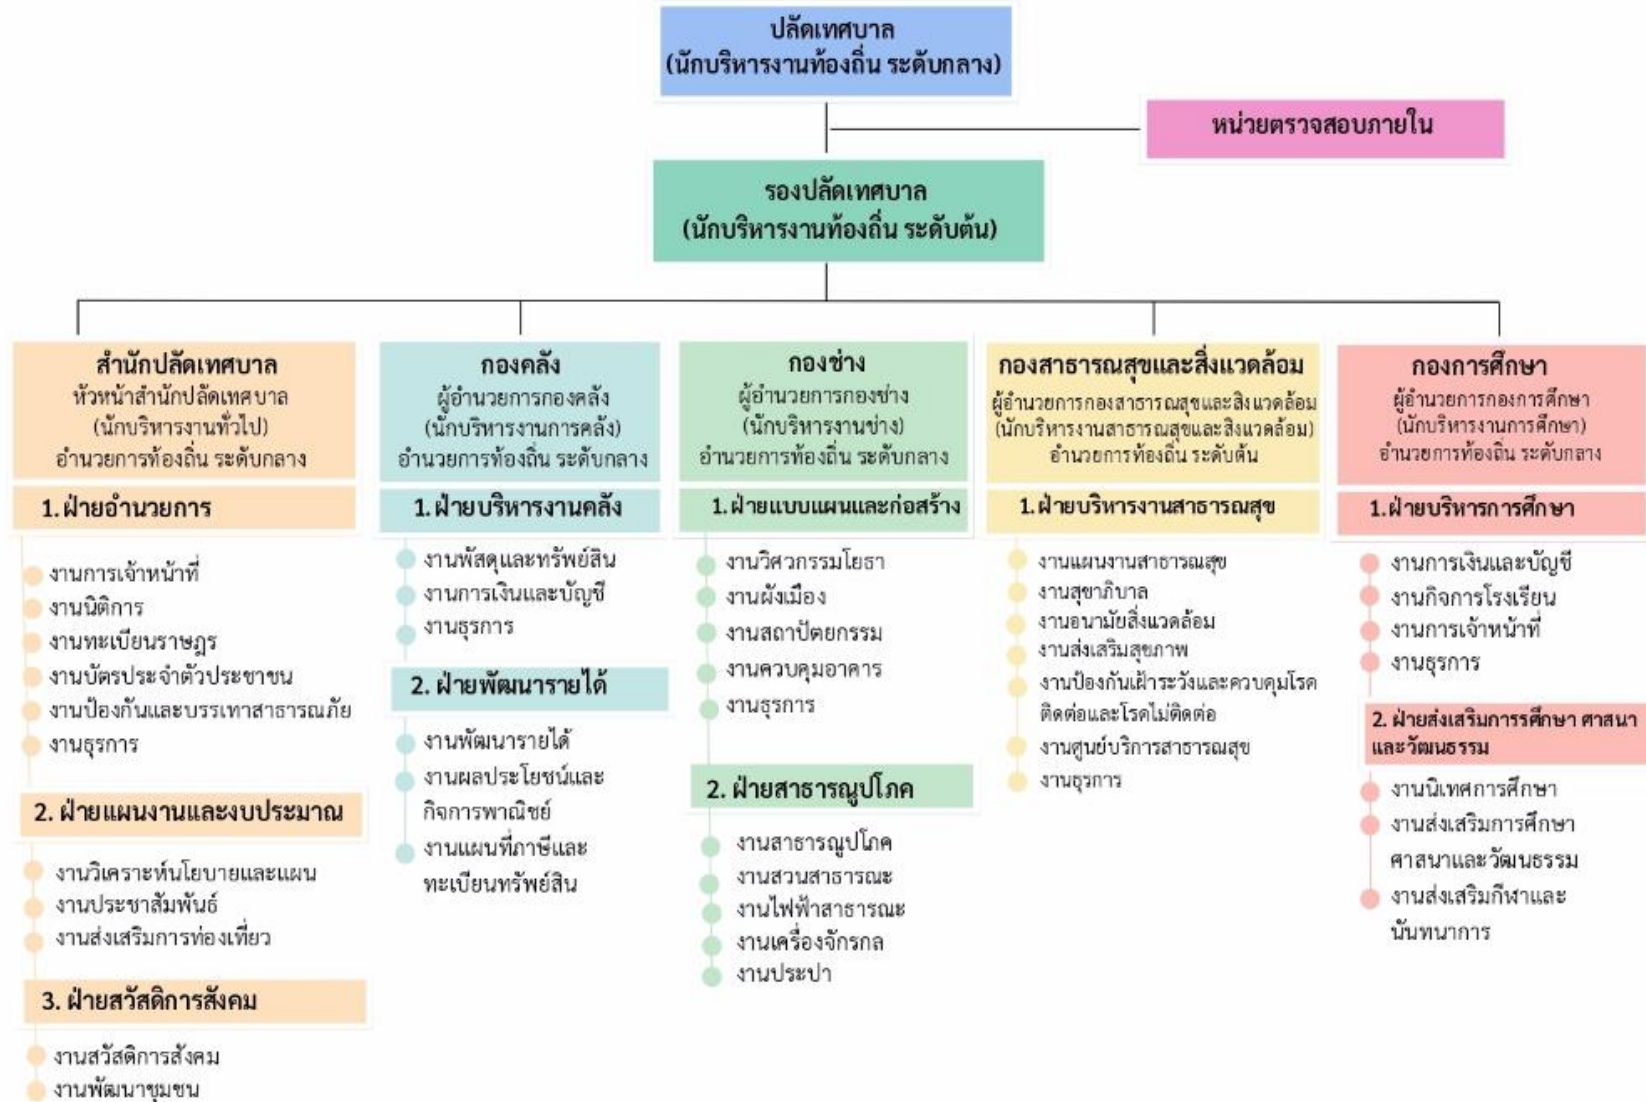 ปลัดเทศบาล
(นักบริหารงานท้องถิ่น ระดับกลาง)
หน่วยตรวจสอบภายใน
รองปลัดเทศบาล
(นักบริหารงานท้องถิ่น ระดับต้น)
สำนักปลัดเทศบาล
หัวหน้าสำนักปลัดเทศบาล
(นักบริหารงานทั่วไป)
อำนวยการท้องถิ่น ระดับกลาง
1. ฝ่ายอำนวยการ
งานการเจ้าหน้าที่
งานนิติการ
งานทะเบียนราษฎร
งานบัตรประจำตัวประชาชน
งานป้องกันและบรรเทาสาธารณภัย
งานธุรการ
2. ฝ่ายแผนงานและงบประมาณ
งานวิเคราะห์นโยบายและแผน
งานประชาสัมพันธ์
งานส่งเสริมการท่องเที่ยว
3. ฝ่ายสวัสดิการสังคม
งานสวัสดิการสังคม
งานพัฒนาชุมชน
กองคลัง
ผู้อำนวยการกองคลัง
(นักบริหารงานการคลัง)
อำนวยการท้องถิ่น ระดับกลาง
1. ฝ่ายบริหารงานคลัง
งานพัสดุและทรัพย์สิน
งานการเงินและบัญชี
งานธุรการ
2. ฝ่ายพัฒนารายได้
งานพัฒนารายได้
งานผลประโยชน์และ
กิจการพาณิชย์
งานแผนที่ภาษีและ
ทะเบียนทรัพย์สิน
กองช่าง
ผู้อำนวยการกองช่าง
(นักบริหารงานช่าง)
อำนวยการท้องถิ่น ระดับกลาง
1. ฝ่ายแบบแผนและก่อสร้าง
งานวิศวกรรมโยธา
งานผังเมือง
งานสถาปัตยกรรม
งานควบคุมอาคาร
งานธุรการ
2. ฝ่ายสาธารณูปโภค
งานสาธารณูปโภค
งานสวนสาธารณะ
งานไฟฟ้าสาธารณะ
งานเครื่องจักรกล
งานประปา
กองสาธารณสุขและสิ่งแวดล้อม
ผู้อำนวยการกองสาธารณสุขและสิ่งแวดล้อม
(นักบริหารงานสาธารณสุขและสิ่งแวดล้อม)
อำนวยการท้องถิ่น ระดับต้น
1. ฝ่ายบริหารงานสาธารณสุข
งานแผนงานสาธารณสุข
งานสุขาภิบาล
งานอนามัยสิ่งแวดล้อม
งานส่งเสริมสุขภาพ
งานป้องกันเฝ้าระวังและควบคุมโรค
ติดต่อและโรคไม่ติดต่อ
งานศูนย์บริการสาธารณสุข
งานธุรการ
กองการศึกษา
ผู้อำนวยการกองการศึกษา
(นักบริหารงานการศึกษา)
อำนวยการท้องถิ่น ระดับกลาง
1. ฝ่ายบริหารการศึกษา
งานการเงินและบัญชี
งานกิจการโรงเรียน
งานการเจ้าหน้าที่
งานธุรการ
2. ฝ่ายส่งเสริมการรศึกษา ศาสนา
และวัฒนธรรม
งานนิเทศการศึกษา
งานส่งเสริมการศึกษา
ศาสนาและวัฒนธรรม
งานส่งเสริมกีฬาและ
นันทนาการ